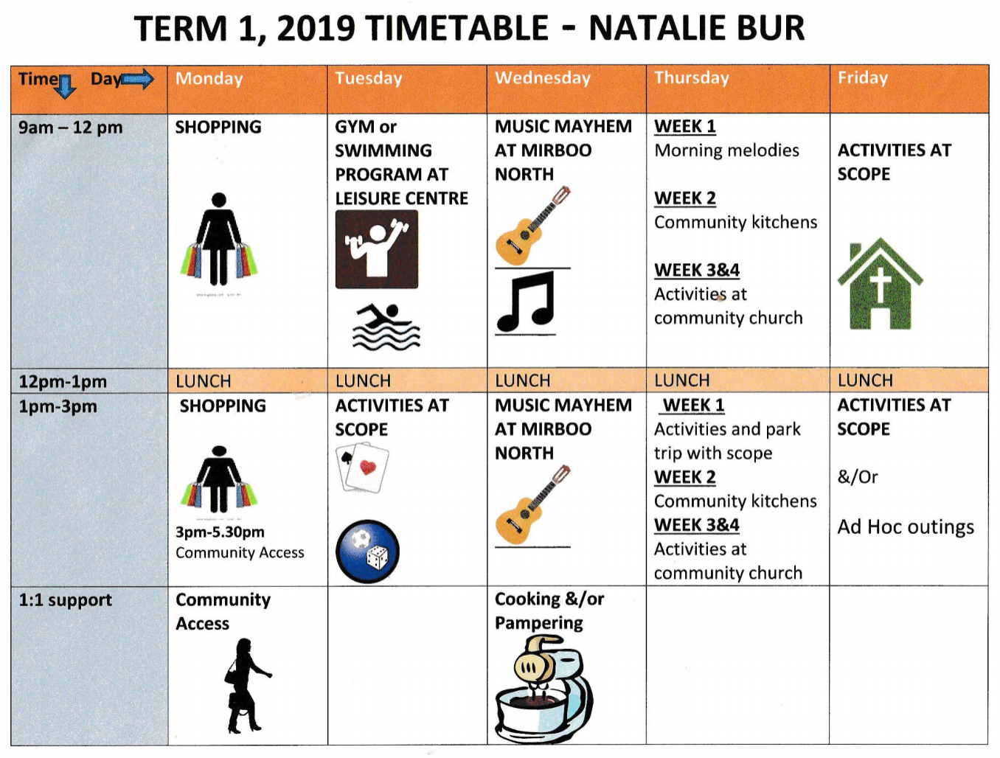 TERM 1, 2019 TIMETABLE - NATALIE BUR
Time Day Monday Tuesday Wednesday Thursday Friday
9am – 12 pm
SHOPPING
GYM or
SWIMMING
PROGRAM AT
LEISURE CENTRE
MUSIC MAYHEM
AT MIRBOO
NORTH
WEEK 1
Morning melodies
WEEK 2
Community kitchens
WEEK 3&4
Activities at
community church
ACTIVITIES AT
SCOPE
12pm-1pm LUNCH LUNCH LUNCH LUNCH LUNCH
1pm-3pm
SHOPPING
3pm-5.30pm
Community Access
ACTIVITIES AT
SCOPE
MUSIC MAYHEM
AT MIRBOO
NORTH
WEEK 1
Activities and park
trip with scope
WEEK 2
Community kitchens
WEEK 3&4
Activities at
community church
ACTIVITIES AT
SCOPE
&/Or
Ad Hoc outings
1:1 support
Community
Access
Cooking &/or
Pampering